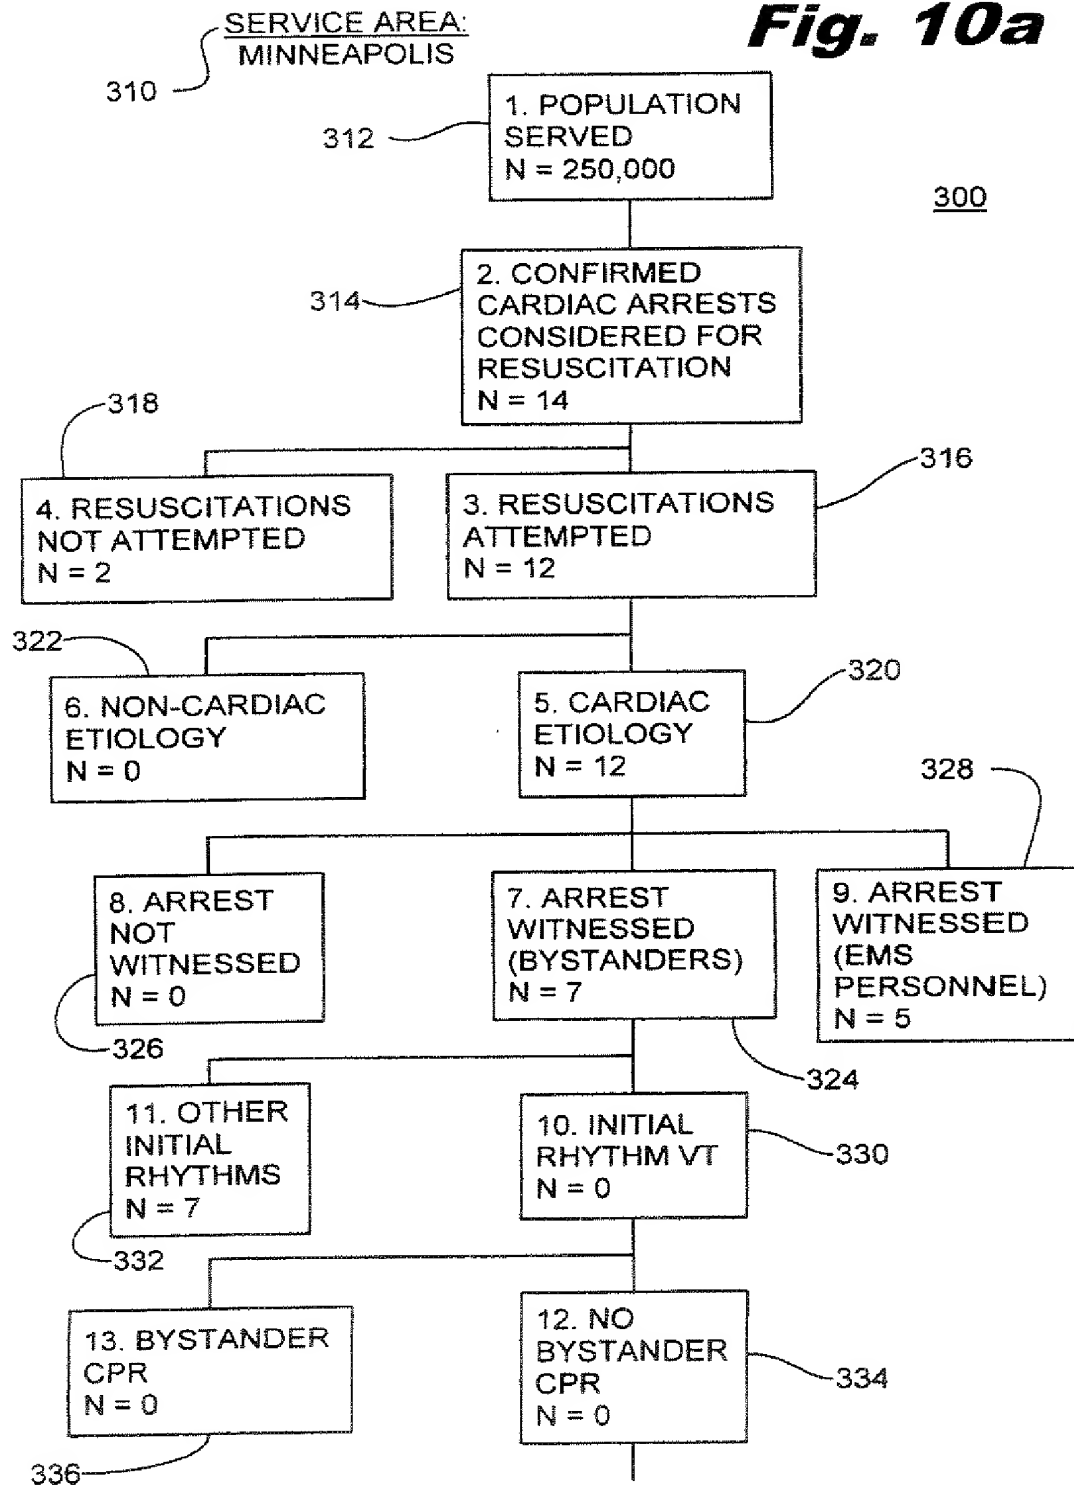 SERVICE AREA:
MINNEAPOLIS
Fig. 10a
310
1. POPULATION
SERVED
N = 250,000
312
300
2. CONFIRMED
CARDIAC ARRESTS
CONSIDERED FOR
RESUSCITATION
N = 14
314
318
316
4. RESUSCITATIONS
NOT ATTEMPTED
N = 2
3. RESUSCITATIONS
ATTEMPTED
N = 12
322
320
6. NON-CARDIAC
ETIOLOGY
N = 0
5. CARDIAC
ETIOLOGY
N = 12
328
8. ARREST
NOT
WITNESSED
N = 0
7. ARREST
WITNESSED
(BYSTANDERS)
N = 7
9. ARREST
WITNESSED
(EMS
PERSONNEL)
N = 5
326
324
11. OTHER
INITIAL
RHYTHMS
N = 7
10. INITIAL
RHYTHM VT
N = 0
330
332
13. BYSTANDER
CPR
N = 0
12. NO
BYSTANDER
CPR
N = 0
334
336